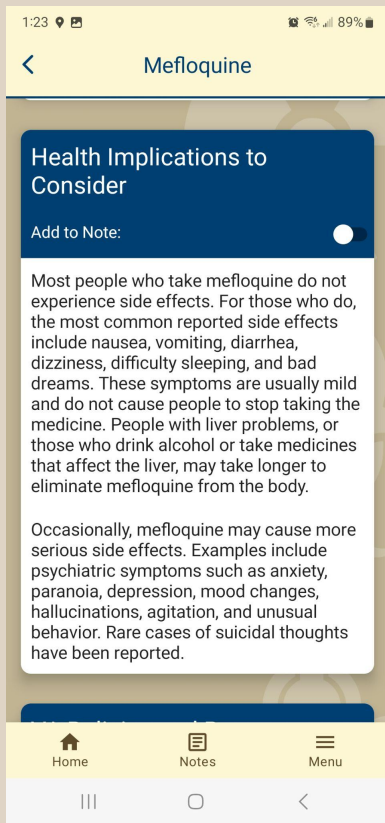 1:23 89%
Mefloquine
Health Implications to
Consider
Add to Note:
Most people who take mefloquine do not
experience side effects. For those who do,
the most common reported side effects
include nausea, vomiting, diarrhea,
dizziness, difficulty sleeping, and bad
dreams. These symptoms are usually mild
and do not cause people to stop taking the
medicine. People with liver problems, or
those who drink alcohol or take medicines
that affect the liver, may take longer to
eliminate mefloquine from the body.
Occasionally, mefloquine may cause more
serious side effects. Examples include
psychiatric symptoms such as anxiety,
paranoia, depression, mood changes,
hallucinations, agitation, and unusual
behavior. Rare cases of suicidal thoughts
have been reported.
Home Notes Menu